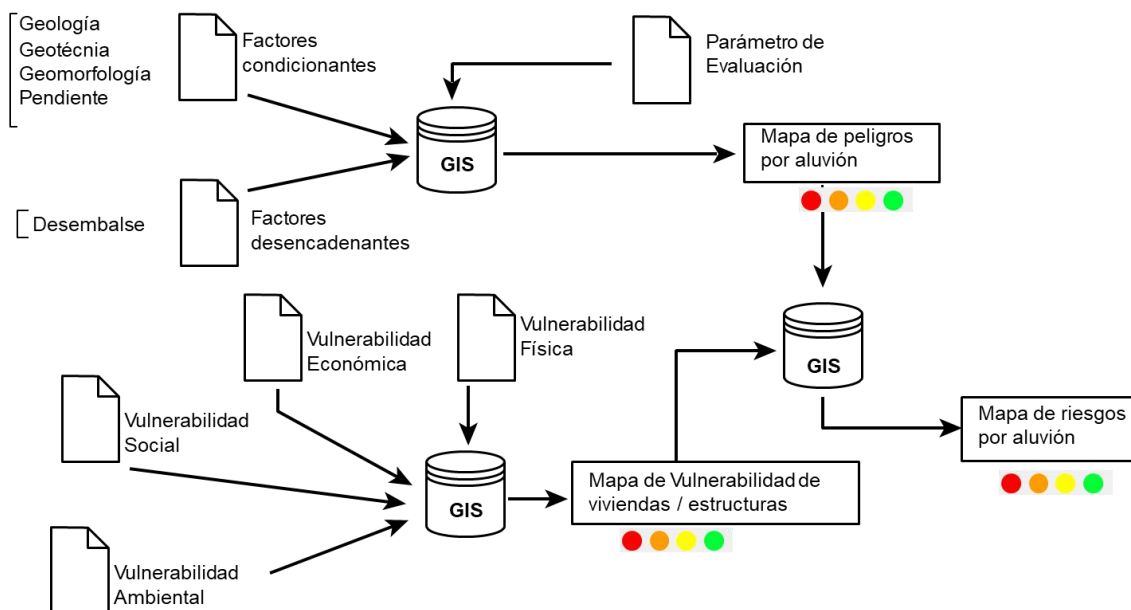 Geología
Geotécnia
Geomorfología
Pendiente
Factores
condicionantes
Parámetro de
Evaluación
GIS
Mapa de peligros
por aluvión
Desembalse
Factores
desencadenantes
Vulnerabilidad
Económica
Vulnerabilidad
Física
GIS
Vulnerabilidad
Social
Mapa de riesgos
por aluvión
GIS
Mapa de Vulnerabilidad de
viviendas / estructuras
Vulnerabilidad
Ambiental